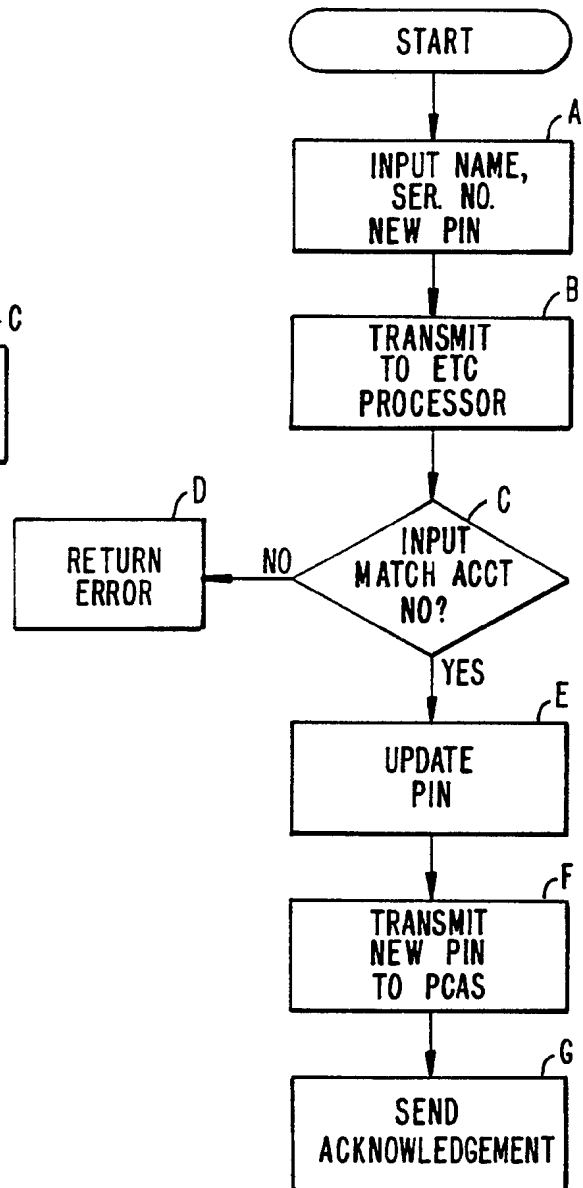 START
A
INPUT NAME,
SER. NO.
NEW PIN
B
TRANSMIT
TO ETC
PROCESSOR
C
C
INPUT
MATCH ACCT
NO?
NO
D
RETURN
ERROR
YES
E
UPDATE
PIN
F
TRANSMIT
NEW PIN
TO PCAS
G
SEND
ACKNOWLEDGEMENT